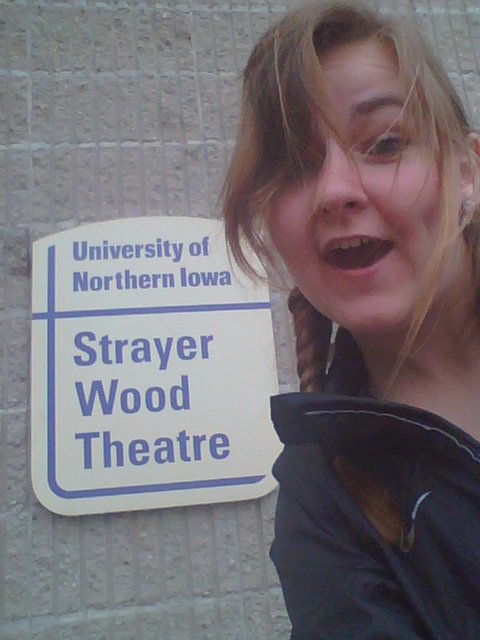 University of
Northern Iowa
Strayer
Wood
Theatre